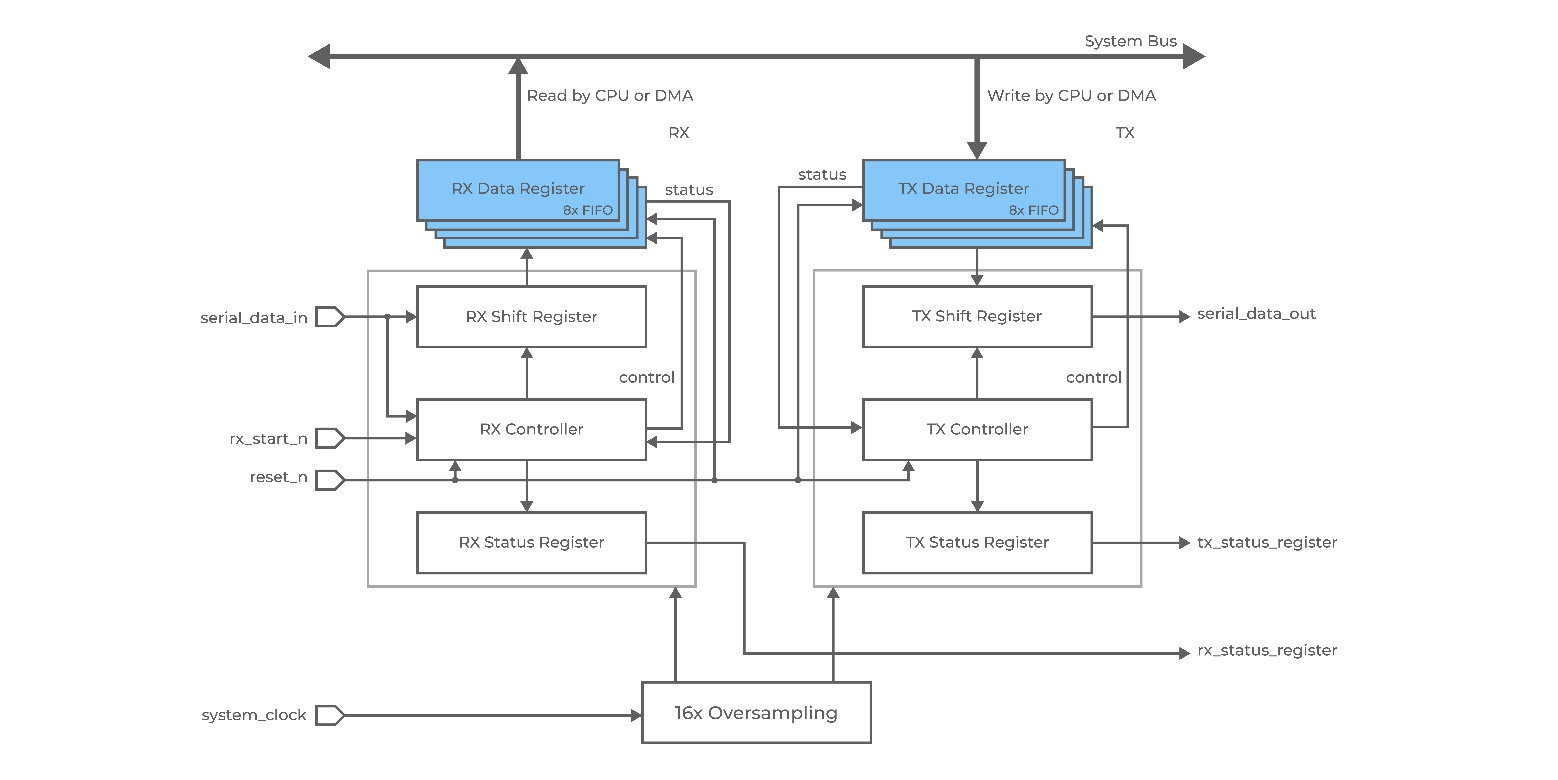 System Bus
Read by CPU or DMA
Write by CPU or DMA
RX
TX
RX Data Register
8x FIFO
status
status
TX Data Register
8x FIFO
serial_data_in
RX Shift Register
TX Shift Register
serial_data_out
control
control
rx_start_n
RX Controller
TX Controller
reset_n
RX Status Register
TX Status Register
tx_status_register
rx_status_register
system_clock
16x Oversampling